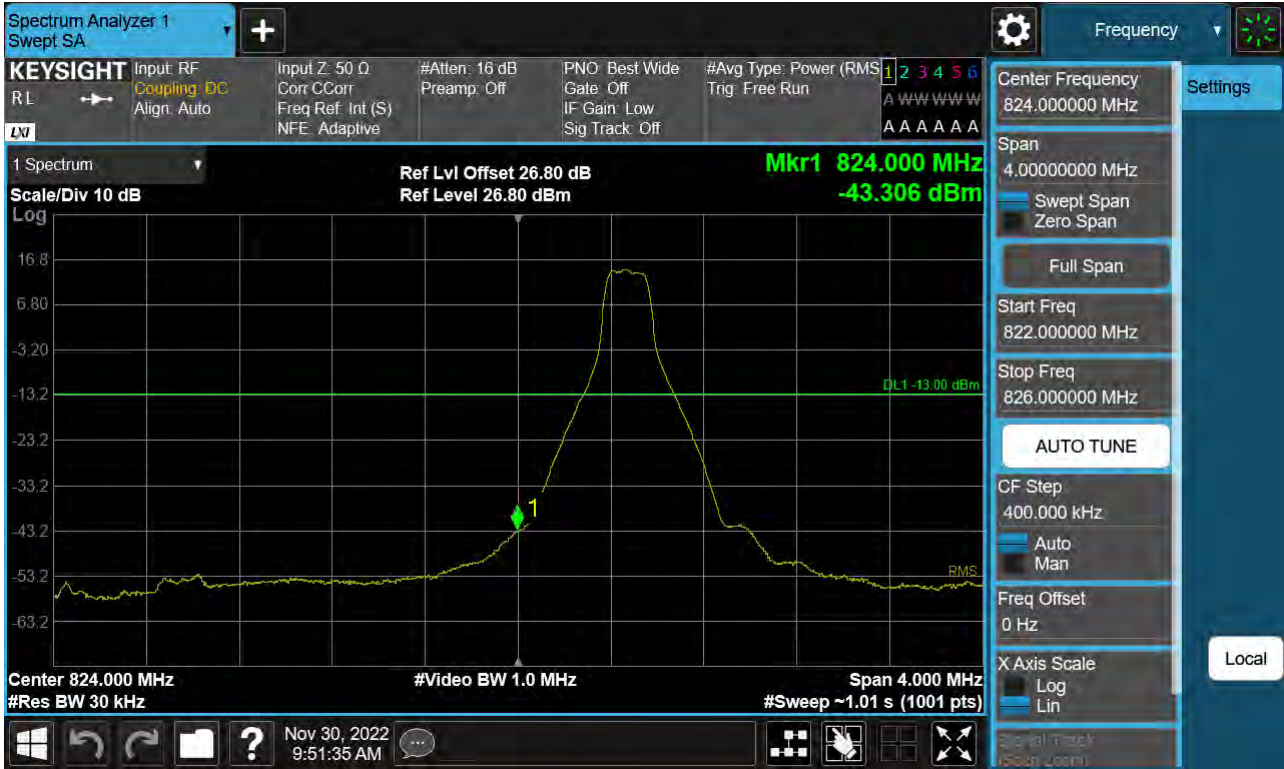 Spectrum Analyzer 1
Swept SA
Frequency
KEYSIGHT
R L
LXI
Input: RF
Coupling: DC
Align: Auto
Input Z: 50 Ω
Corr CCorr
Freq Ref: Int (S)
NFE: Adaptive
#Atten: 16 dB
Preamp: Off
PNO: Best Wide
Gate: Off
IF Gain: Low
Sig Track: Off
#Avg Type: Power (RMS
Trig: Free Run
1 2 3 4 5 6
A W W W W W
A A A A A A
1 Spectrum
Scale/Div 10 dB
Log
Ref Lvl Offset 26.80 dB
Ref Level 26.80 dBm
Mkr1 824.000 MHz
-43.306 dBm
16.8
6.80
-3.20
-13.2
-23.2
-33.2
-43.2
-53.2
-63.2
DL1 -13.00 dBm
1
RMS
Center 824.000 MHz
#Res BW 30 kHz
#Video BW 1.0 MHz
Span 4.000 MHz
#Sweep ~1.01 s (1001 pts)
Center Frequency
824.000000 MHz
Settings
Span
4.00000000 MHz
Swept Span
Zero Span
Full Span
Start Freq
822.000000 MHz
Stop Freq
826.000000 MHz
AUTO TUNE
CF Step
400.000 kHz
Auto
Man
Freq Offset
0 Hz
X Axis Scale
Log
Lin
Local
Signal Track
(Span Zoom)
?
Nov 30, 2022
9:51:35 AM